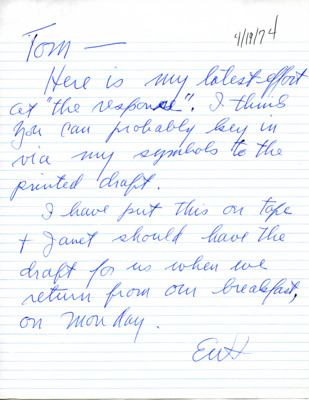 4/18/74
Tom —
Here is my latest effort
at "the response". I think
you can probably key in
via my symbols to the
printed draft.
I have put this on tape
+ Janet should have the
draft for us when we
return from our breakfast,
on Monday.
EWH